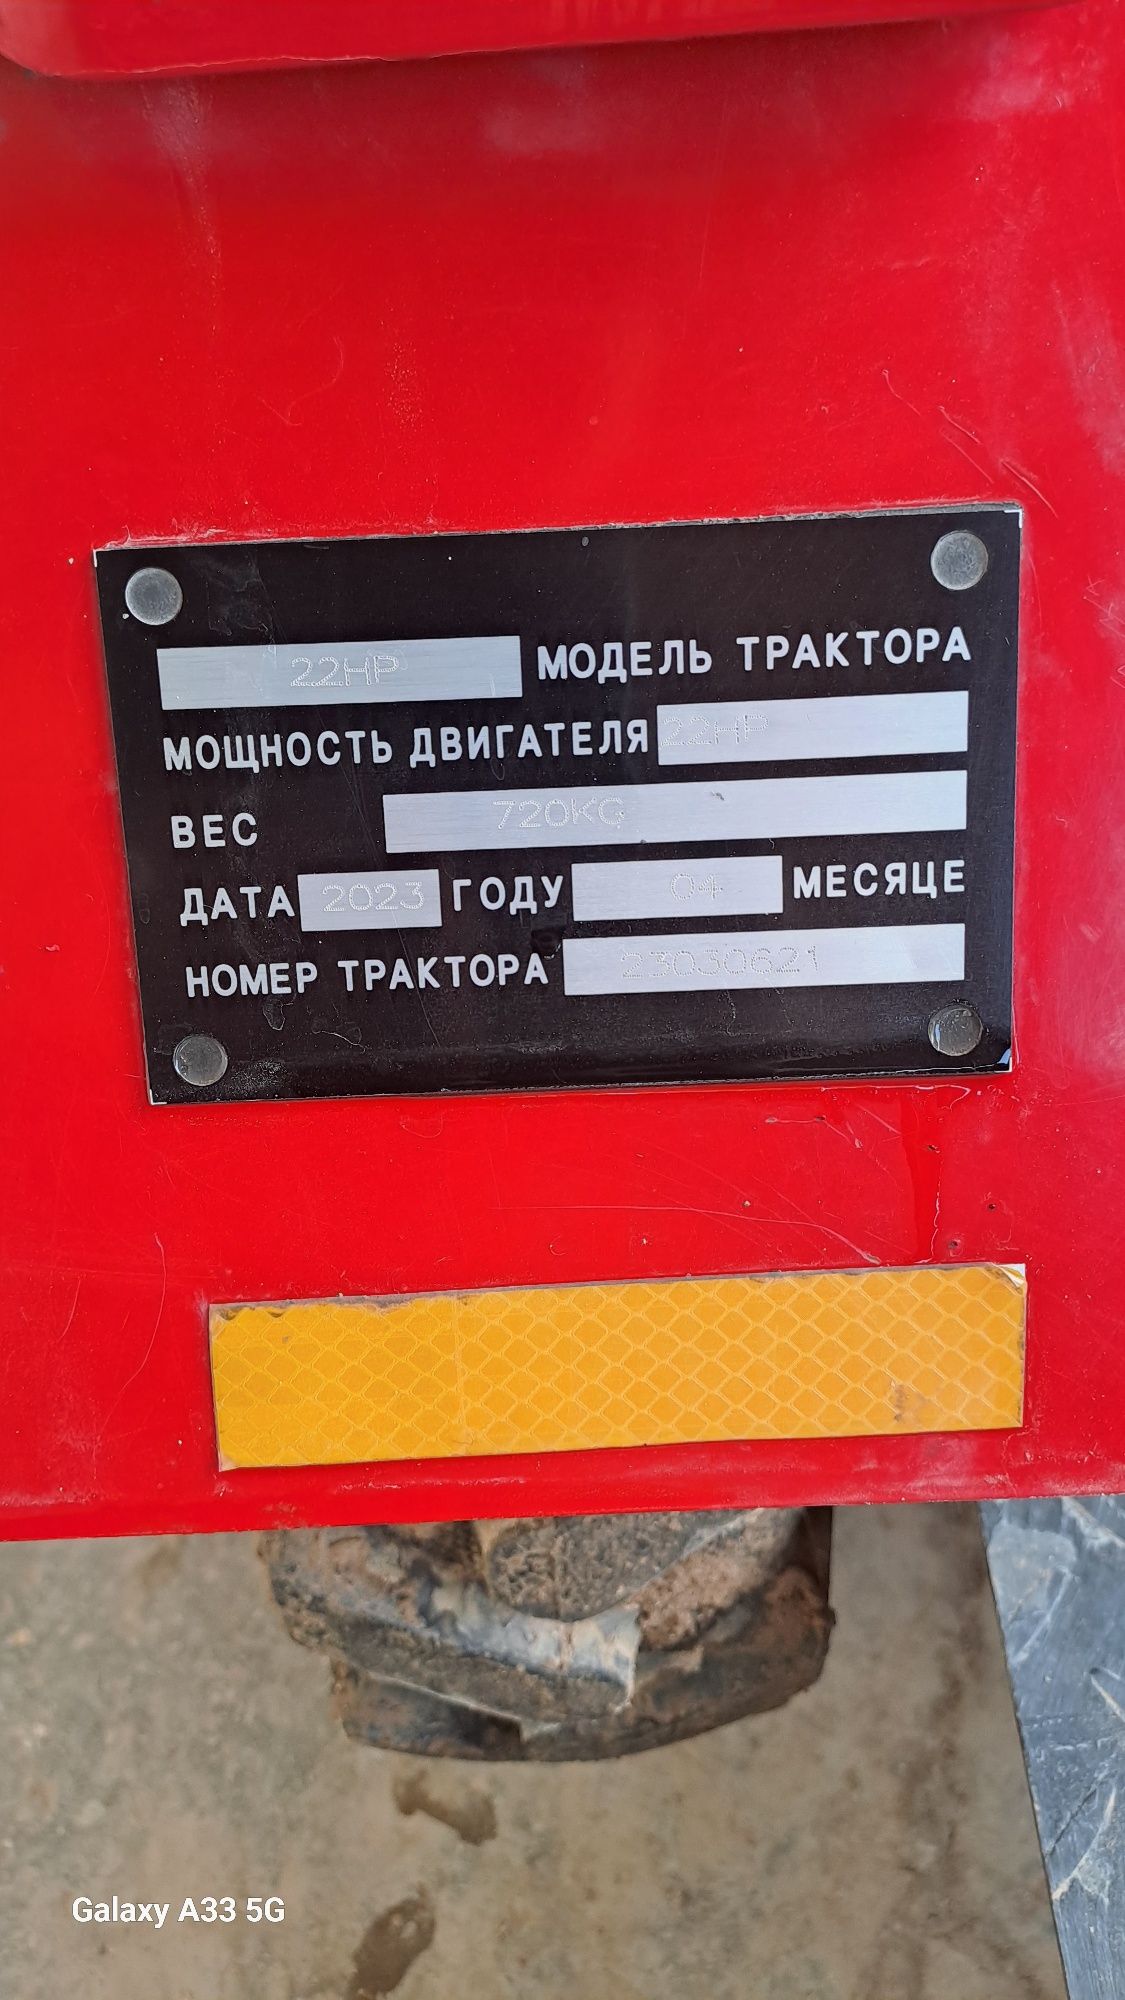 22HP МОДЕЛЬ ТРАКТОРА
МОЩНОСТЬ ДВИГАТЕЛЯ 22HP
ВЕС 720KG
ДАТА 2023 ГОДУ 04 МЕСЯЦЕ
НОМЕР ТРАКТОРА 23030621
Galaxy A33 5G